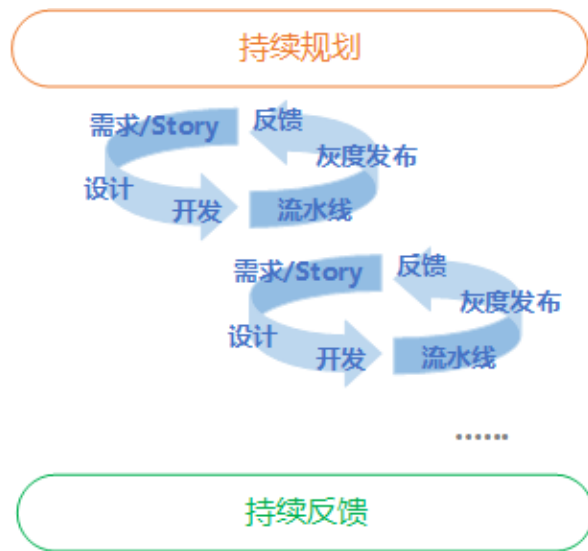 持续规划
需求/Story
反馈
灰度发布
设计
开发
流水线
需求/Story
反馈
灰度发布
设计
开发
流水线
……
持续反馈